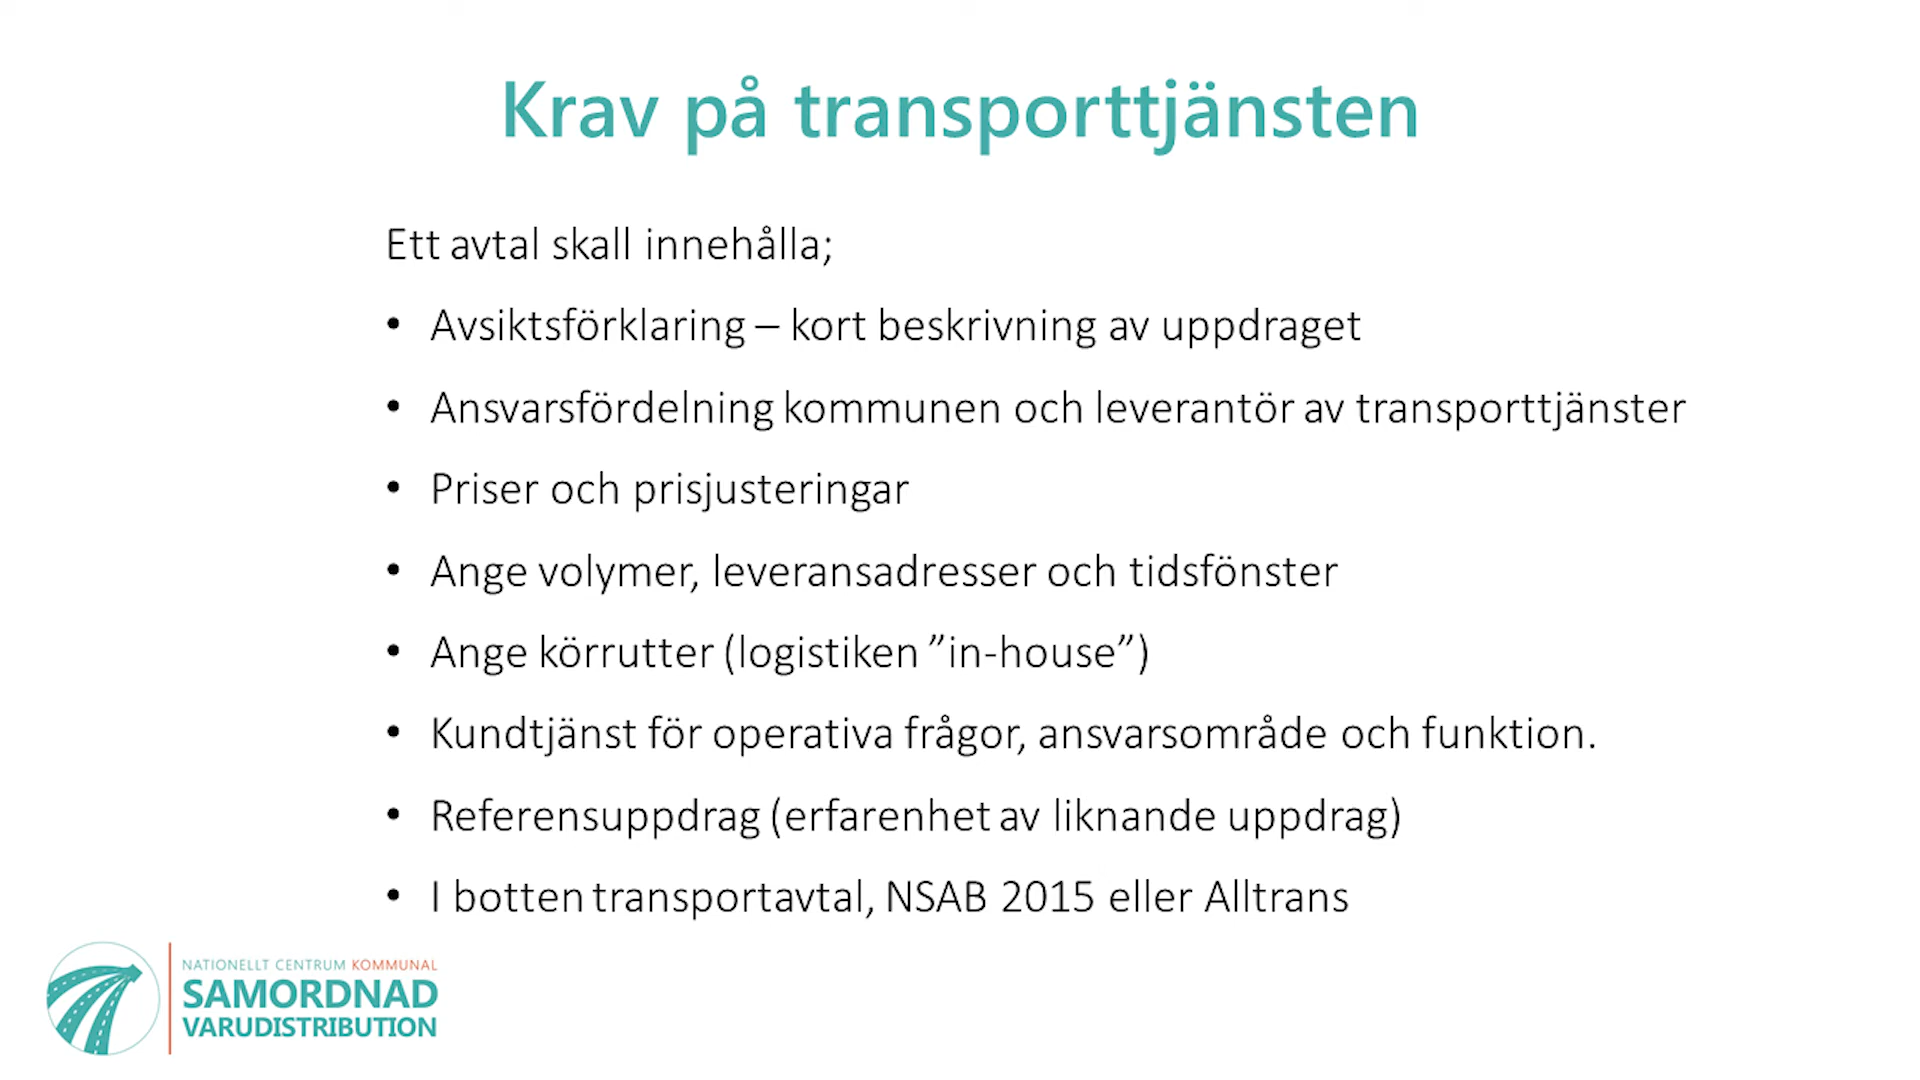 Krav på transporttjänsten
Ett avtal skall innehålla;
• Avsiktsförklaring – kort beskrivning av uppdraget
• Ansvarsfördelning kommunen och leverantör av transporttjänster
• Priser och prisjusteringar
• Ange volymer, leveransadresser och tidsfönster
• Ange körrutter (logistiken ”in-house”)
• Kundtjänst för operativa frågor, ansvarsområde och funktion.
• Referensuppdrag (erfarenhet av liknande uppdrag)
• I botten transportavtal, NSAB 2015 eller Alltrans
NATIONELLT CENTRUM KOMMUNAL
SAMORDNAD
VARUDISTRIBUTION